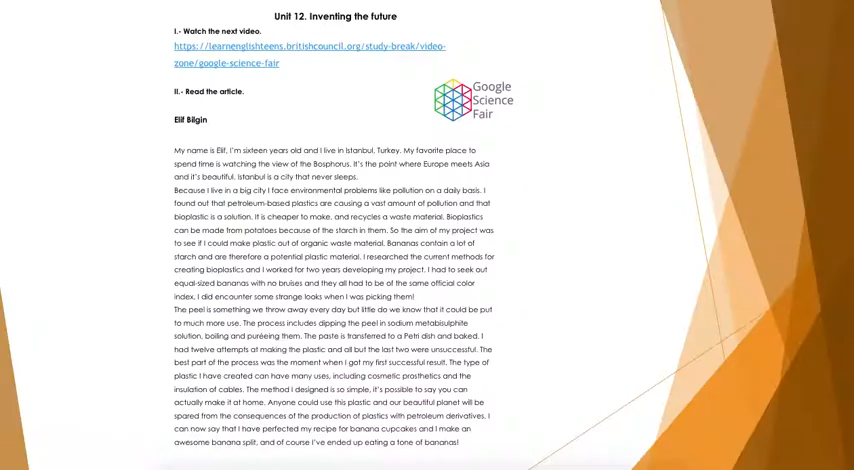 Unit 12. Inventing the future
I.- Watch the next video.
https://learnenglishteens.britishcouncil.org/study-break/video-
zone/google-science-fair
Google
Science
Fair
II.- Read the article.
Elif Bilgin
My name is Elif, I'm sixteen years old and I live in Istanbul, Turkey. My favorite place to
spend time is watching the view of the Bosphorus. It's the point where Europe meets Asia
and it's beautiful. Istanbul is a city that never sleeps.
Because I live in a big city I face environmental problems like pollution on a daily basis. I
found out that petroleum-based plastics are causing a vast amount of pollution and that
bioplastic is a solution. It is cheaper to make, and recycles a waste material. Bioplastics
can be made from potatoes because of the starch in them. So the aim of my project was
to see if I could make plastic out of organic waste material. Bananas contain a lot of
starch and are therefore a potential plastic material. I researched the current methods for
creating bioplastics and I worked for two years developing my project. I had to seek out
equal-sized bananas with no bruises and they all had to be of the same official color
index. I did encounter some strange looks when I was picking them!
The peel is something we throw away every day but little do we know that it could be put
to much more use. The process includes dipping the peel in sodium metabisulphite
solution, boiling and puréeing them. The paste is transferred to a Petri dish and baked. I
had twelve attempts at making the plastic and all but the last two were unsuccessful. The
best part of the process was the moment when I got my first successful result. The type of
plastic I have created can have many uses, including cosmetic prosthetics and the
insulation of cables. The method I designed is so simple, it's possible to say you can
actually make it at home. Anyone could use this plastic and our beautiful planet will be
spared from the consequences of the production of plastics with petroleum derivatives. I
can now say that I have perfected my recipe for banana cupcakes and I make an
awesome banana split, and of course I've ended up eating a tone of bananas!